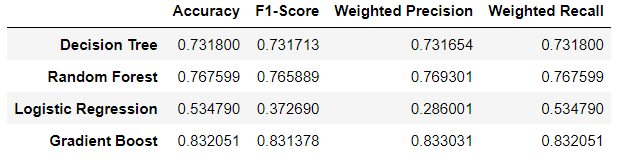 Accuracy F1-Score Weighted Precision Weighted Recall
Decision Tree 0.731800 0.731713 0.731654 0.731800
Random Forest 0.767599 0.765889 0.769301 0.767599
Logistic Regression 0.534790 0.372690 0.286001 0.534790
Gradient Boost 0.832051 0.831378 0.833031 0.832051